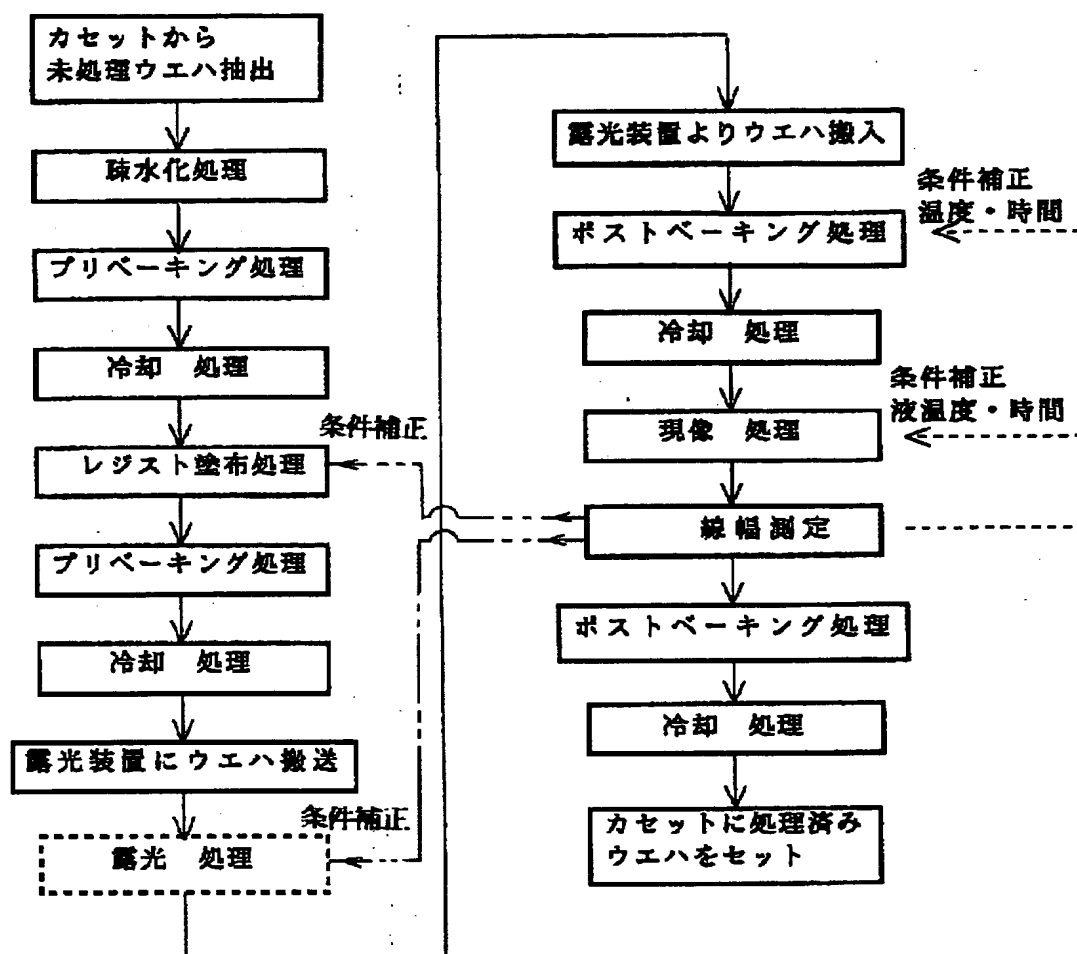 カセットから
未処理ウエハ抽出
疎水化処理
プリベーキング処理
冷却 処理
条件補正
レジスト塗布処理
プリベーキング処理
冷却 処理
露光装置にウエハ搬送
条件補正
露光 処理
露光装置よりウエハ搬入
条件補正
温度・時間
ポストベーキング処理
冷却 処理
条件補正
液温度・時間
現像 処理
線幅測定
ポストベーキング処理
冷却 処理
カセットに処理済み
ウエハをセット